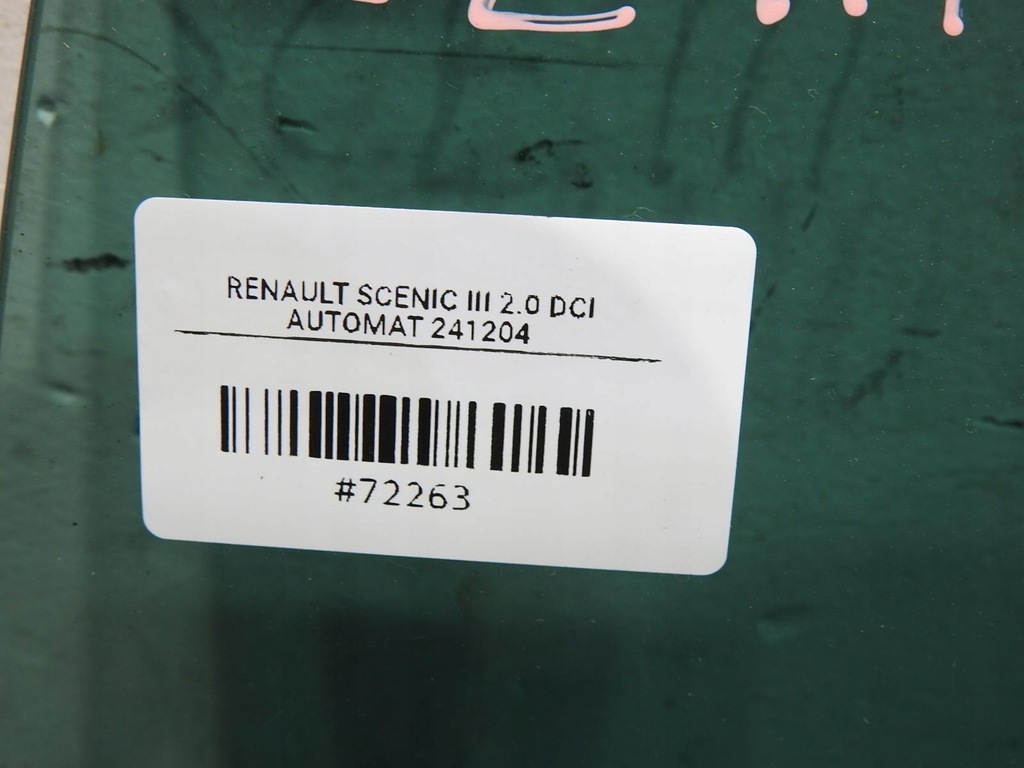 RENAULT SCENIC III 2.0 DCI
AUTOMAT 241204
#72263